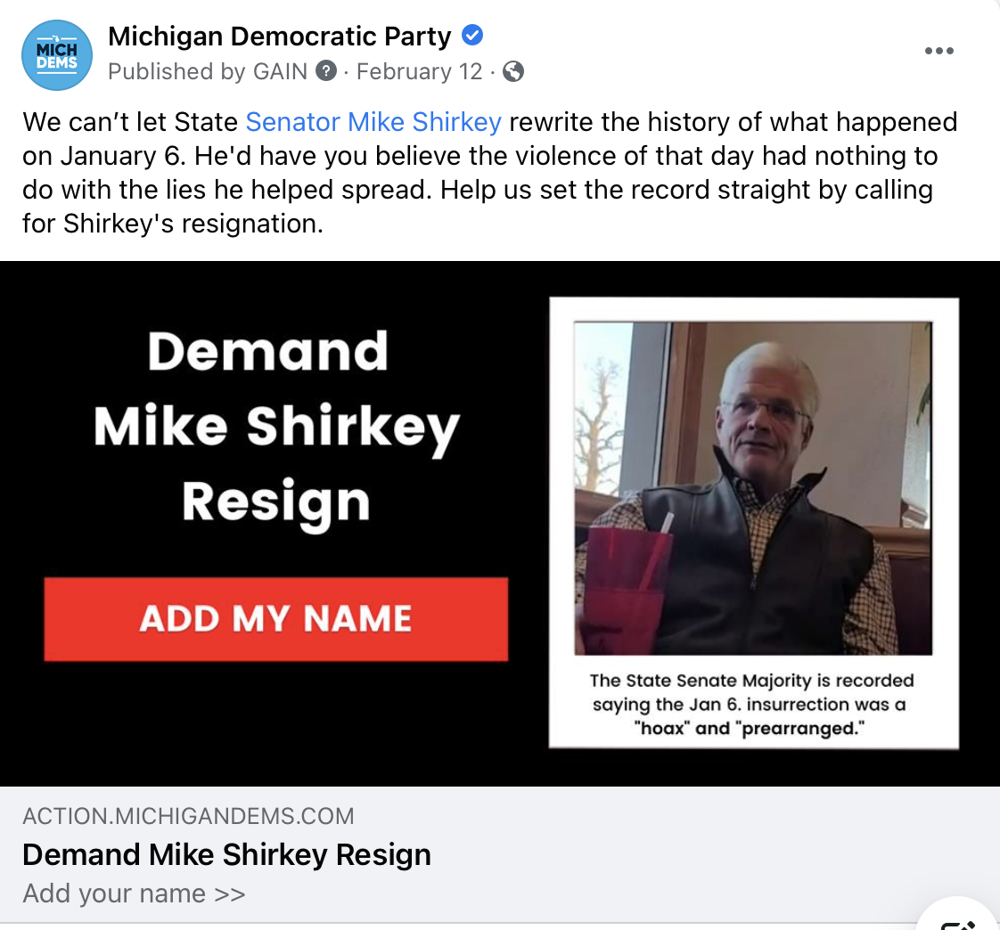 MICH
DEMS
Michigan Democratic Party
Published by GAIN ? · February 12 ·
We can’t let State Senator Mike Shirkey rewrite the history of what happened
on January 6. He'd have you believe the violence of that day had nothing to
do with the lies he helped spread. Help us set the record straight by calling
for Shirkey's resignation.
Demand
Mike Shirkey
Resign
ADD MY NAME
The State Senate Majority is recorded
saying the Jan 6. insurrection was a
"hoax" and "prearranged."
ACTION.MICHIGANDEMS.COM
Demand Mike Shirkey Resign
Add your name >>